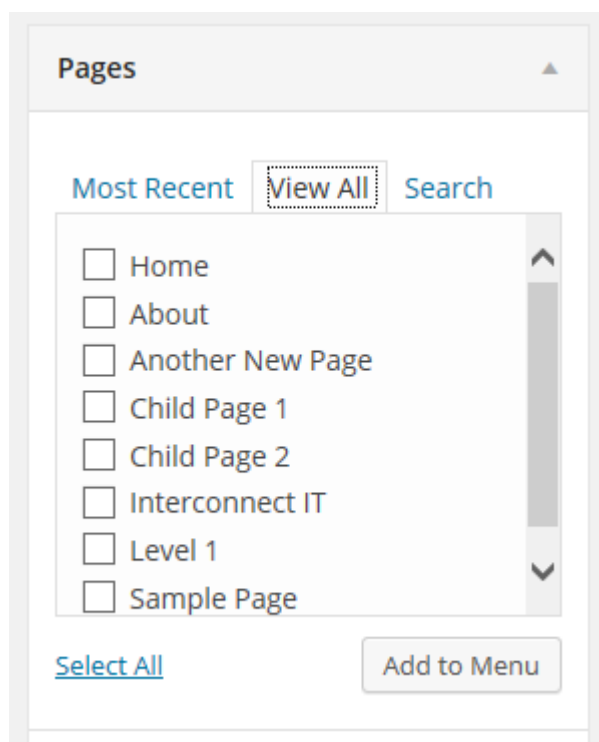 Pages
Most Recent View All Search
Home
About
Another New Page
Child Page 1
Child Page 2
Interconnect IT
Level 1
Sample Page
Select All Add to Menu